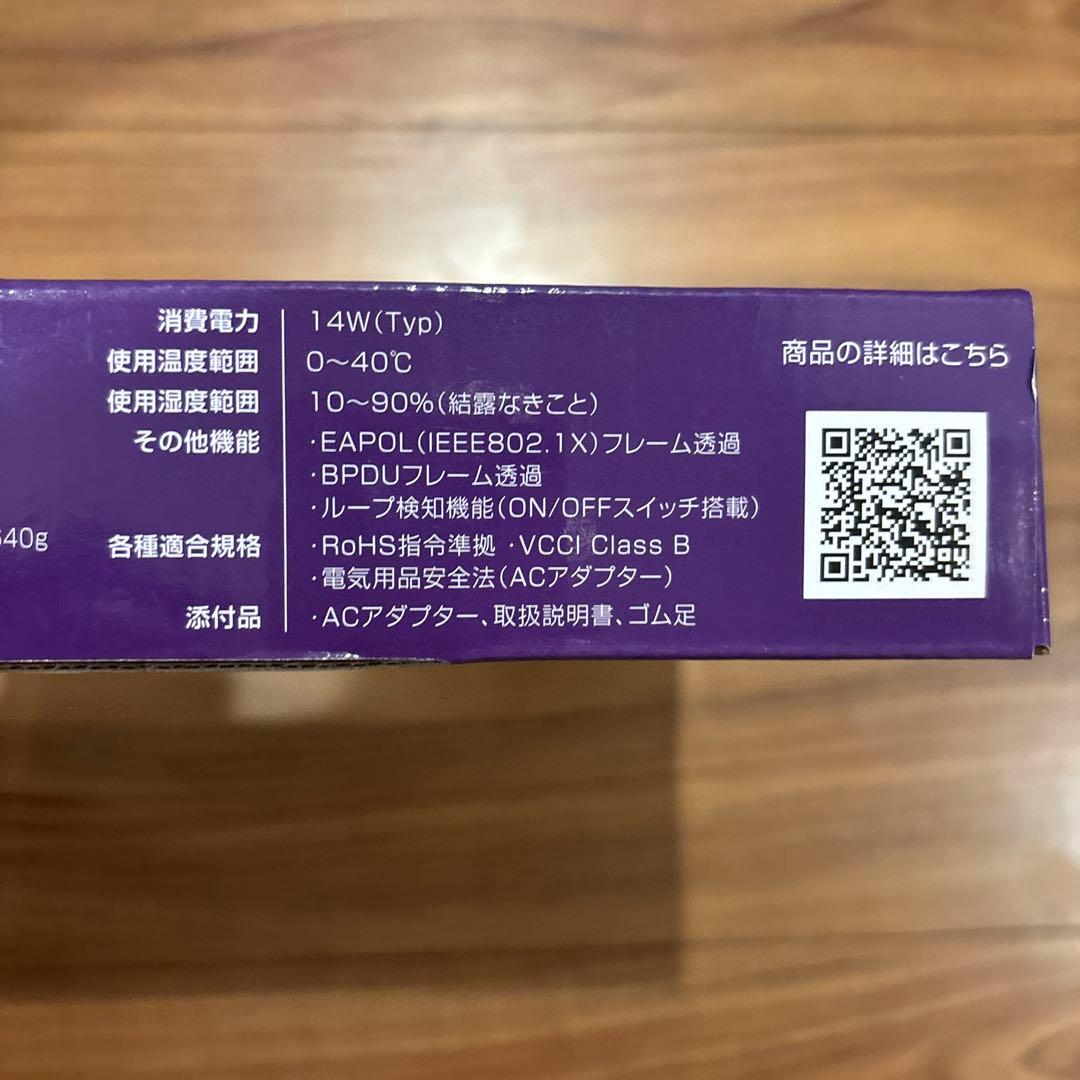 消費電力 14W(Typ)
使用温度範囲 0～40℃
使用湿度範囲 10～90%(結露なきこと)
その他機能 ・EAPOL(IEEE802.1X)フレーム透過
・BPDUフレーム透過
・ループ検知機能(ON/OFFスイッチ搭載)
40g
各種適合規格 ・RoHS指令準拠 ・VCCI Class B
・電気用品安全法(ACアダプター)
添付品 ・ACアダプター、取扱説明書、ゴム足
商品の詳細はこちら